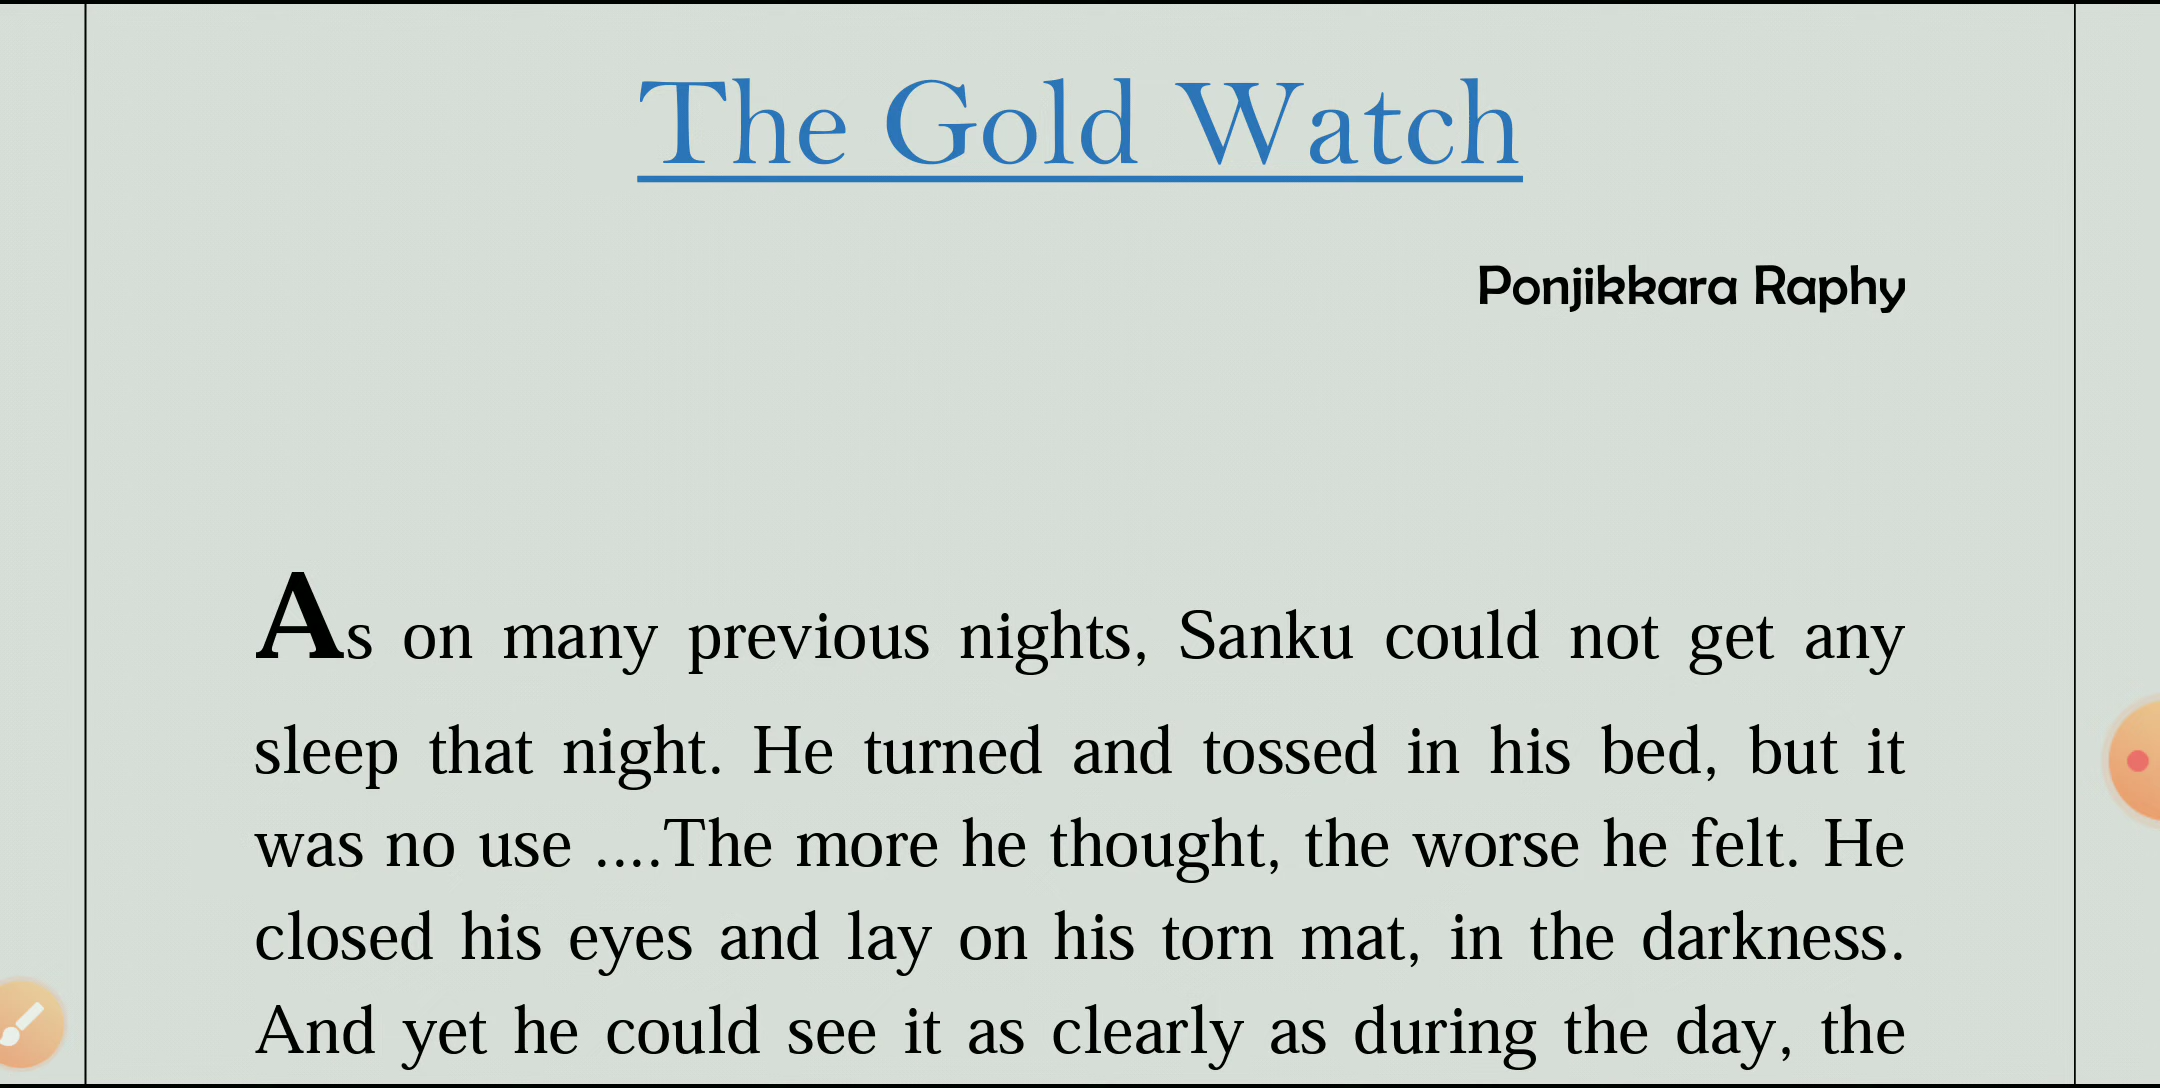 The Gold Watch
Ponjikkara Raphy
As on many previous nights, Sanku could not get any
sleep that night. He turned and tossed in his bed, but it
was no use ....The more he thought, the worse he felt. He
closed his eyes and lay on his torn mat, in the darkness.
And yet he could see it as clearly as during the day, the